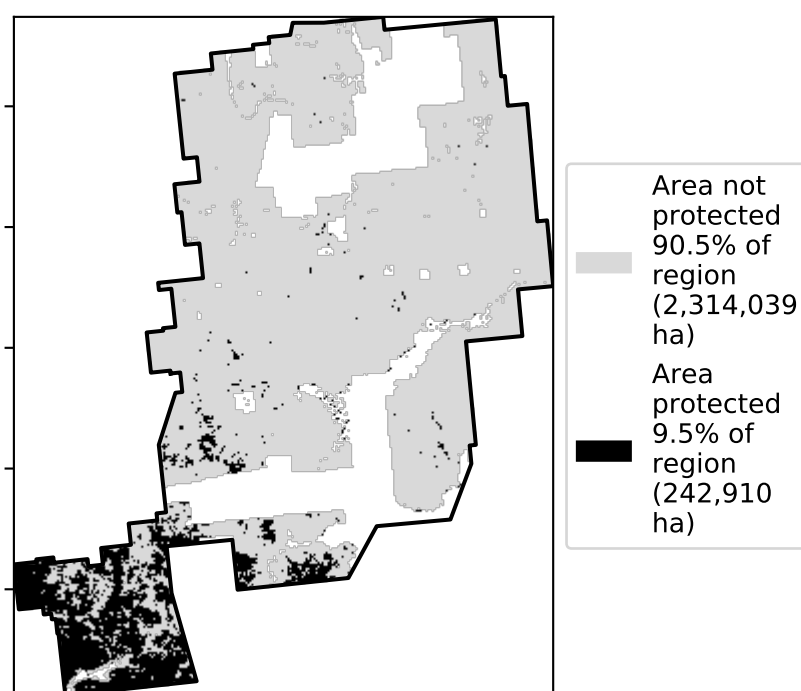 Area not
protected
90.5% of
region
(2,314,039
ha)
Area
protected
9.5% of
region
(242,910
ha)